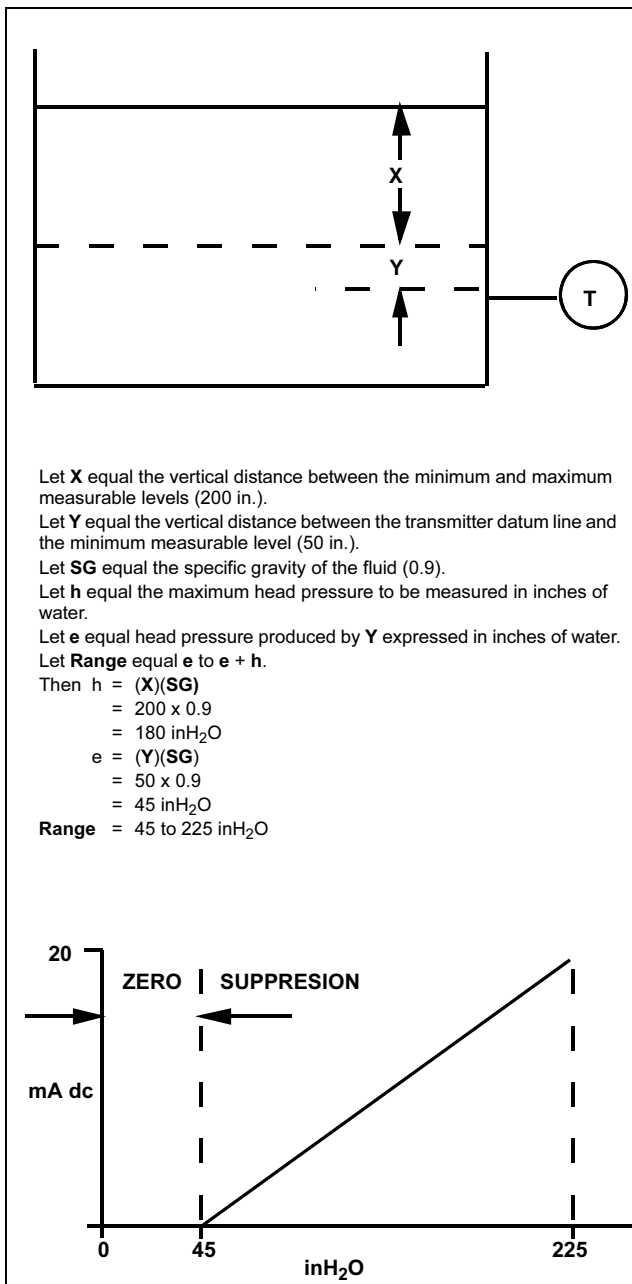 X
Y
T
Let X equal the vertical distance between the minimum and maximum
measurable levels (200 in.).
Let Y equal the vertical distance between the transmitter datum line and
the minimum measurable level (50 in.).
Let SG equal the specific gravity of the fluid (0.9).
Let h equal the maximum head pressure to be measured in inches of
water.
Let e equal head pressure produced by Y expressed in inches of water.
Let Range equal e to e + h.
Then h = (X)(SG)
= 200 x 0.9
= 180 inH2O
e = (Y)(SG)
= 50 x 0.9
= 45 inH2O
Range = 45 to 225 inH2O
20
ZERO SUPPRESION
mA dc
0 45 225
inH2O